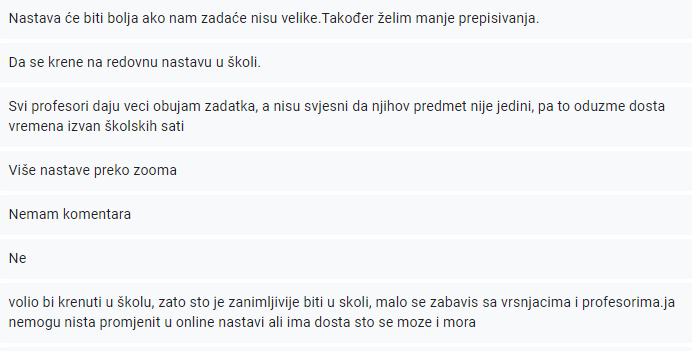 Nastava će biti bolja ako nam zadaće nisu velike.Također želim manje prepisivanja.
Da se krene na redovnu nastavu u školi.
Svi profesori daju veci obujam zadatka, a nisu svjesni da njihov predmet nije jedini, pa to oduzme dosta
vremena izvan školskih sati
Više nastave preko zooma
Nemam komentara
Ne
volio bi krenuti u školu, zato sto je zanimljivije biti u skoli, malo se zabavis sa vrsnjacima i profesorima.ja
nemogu nista promjenit u online nastavi ali ima dosta sto se moze i mora